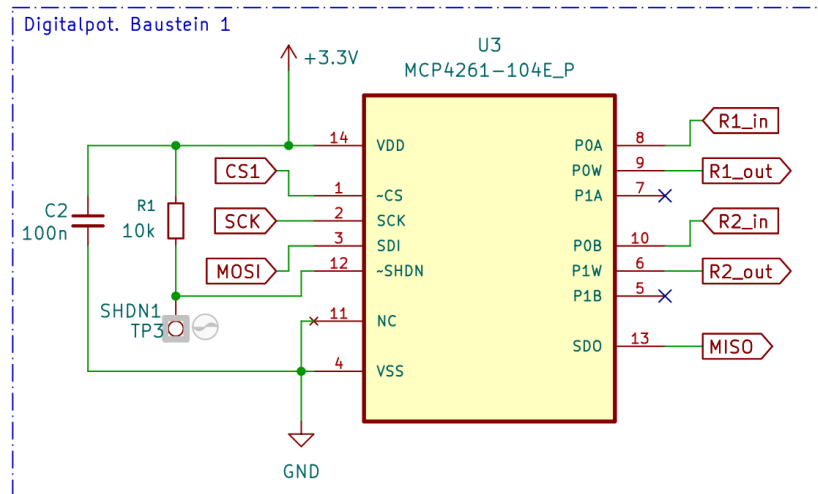 Digitalpot. Baustein 1
U3
MCP4261-104E_P
+3.3V
14 VDD
CS1
1 ~CS
SCK
2 SCK
MOSI
3 SDI
12 ~SHDN
11 NC
4 VSS
C2
100n
R1
10k
SHDN1
TP3
GND
P0A 8 R1_in
P0W 9 R1_out
P1A 7
R2_in
P0B 10
P1W 6 R2_out
P1B 5
SDO 13 MISO